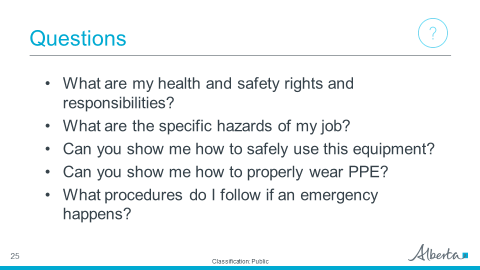 Questions
?
• What are my health and safety rights and
responsibilities?
• What are the specific hazards of my job?
• Can you show me how to safely use this equipment?
• Can you show me how to properly wear PPE?
• What procedures do I follow if an emergency
happens?
25
Classification: Public
Alberta